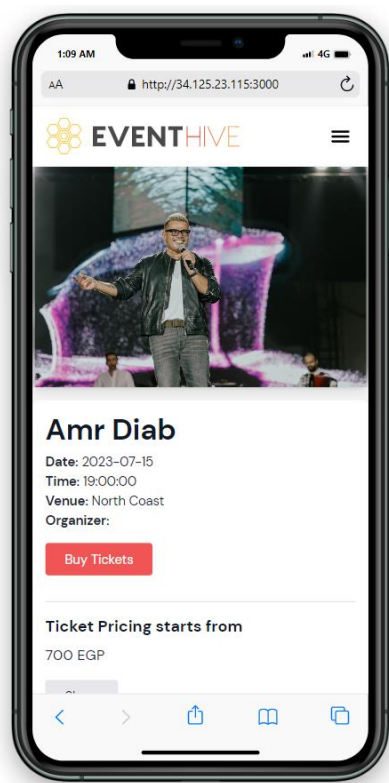 1:09 AM
4G
AA
http://34.125.23.115:3000
EVENTHIVE
Amr Diab
Date: 2023-07-15
Time: 19:00:00
Venue: North Coast
Organizer:
Buy Tickets
Ticket Pricing starts from
700 EGP